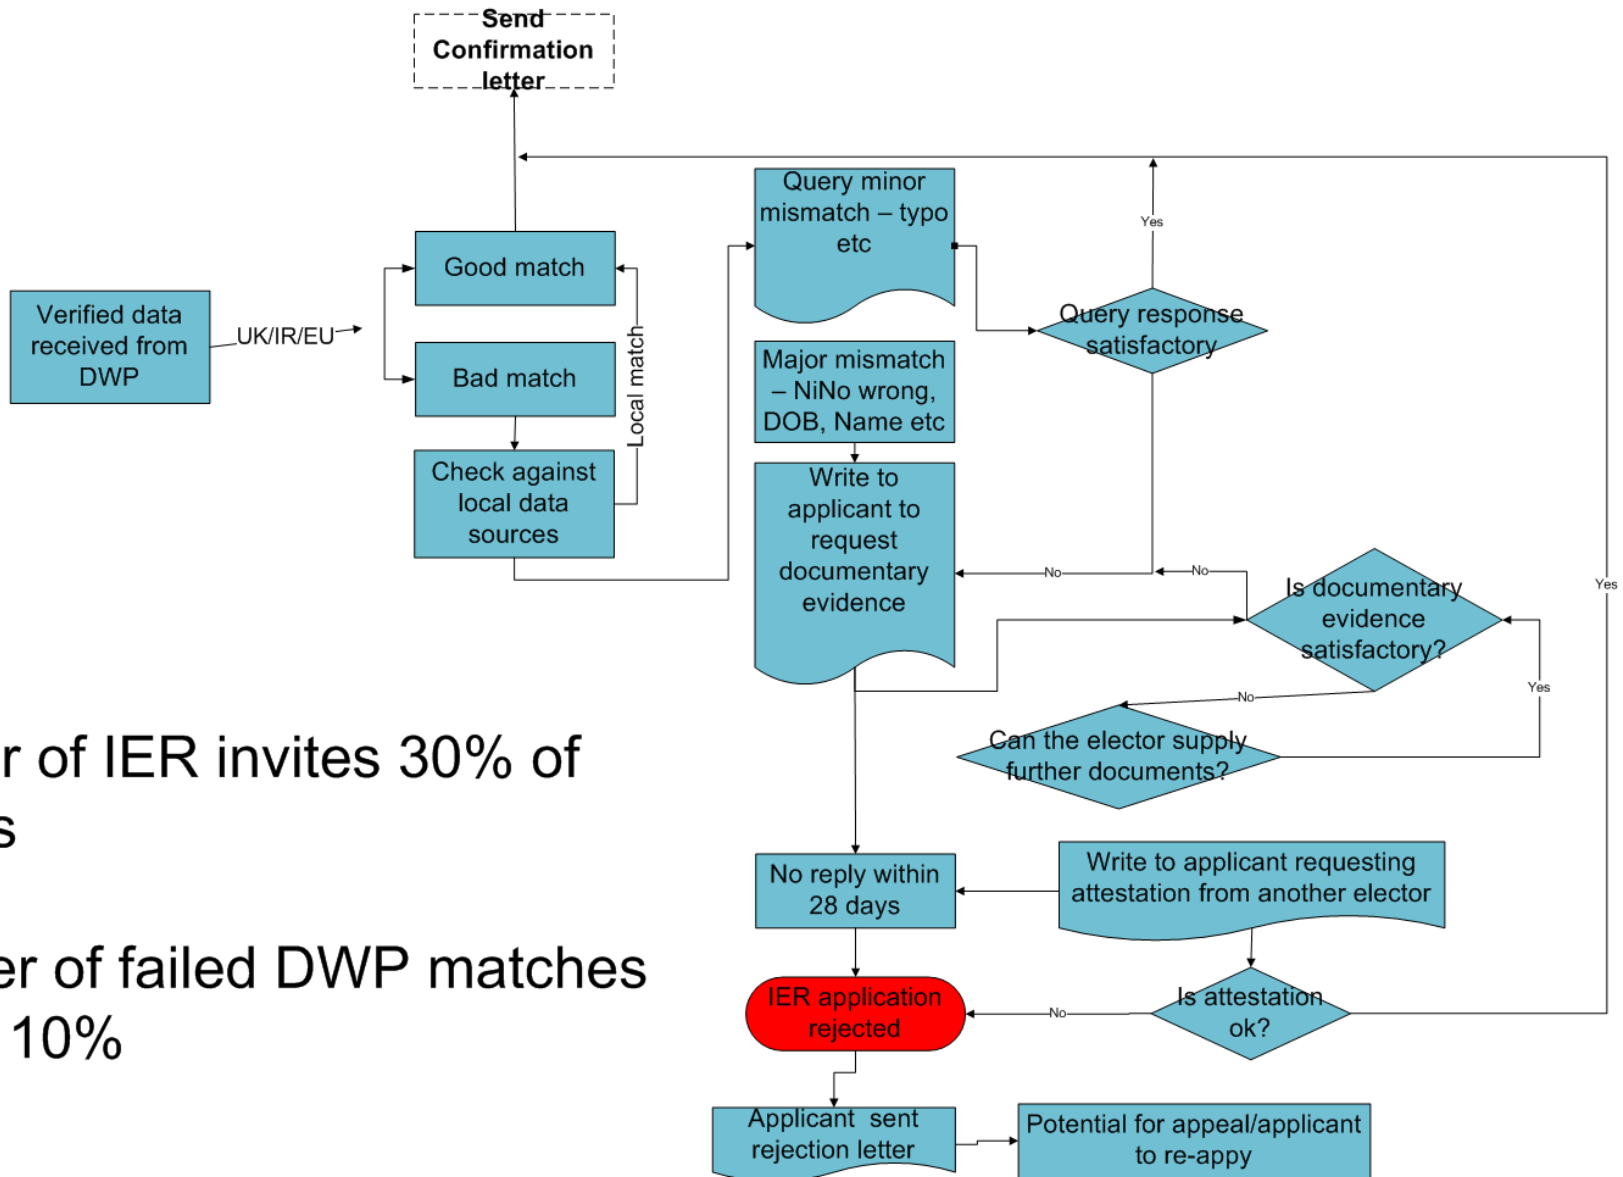 Send
Confirmation
letter
Good match
Bad match
Check against
local data
sources
Local match
Verified data
received from
DWP
UK/IR/EU
Query minor
mismatch – typo
etc
Yes
Query response
satisfactory
Major mismatch
– NiNo wrong,
DOB, Name etc
Write to
applicant to
request
documentary
evidence
No
No
Is documentary
evidence
satisfactory?
Yes
Yes
No
Can the elector supply
further documents?
r of IER invites 30% of
s
er of failed DWP matches
10%
No reply within
28 days
Write to applicant requesting
attestation from another elector
IER application
rejected
No
Is attestation
ok?
Applicant sent
rejection letter
Potential for appeal/applicant
to re-appy